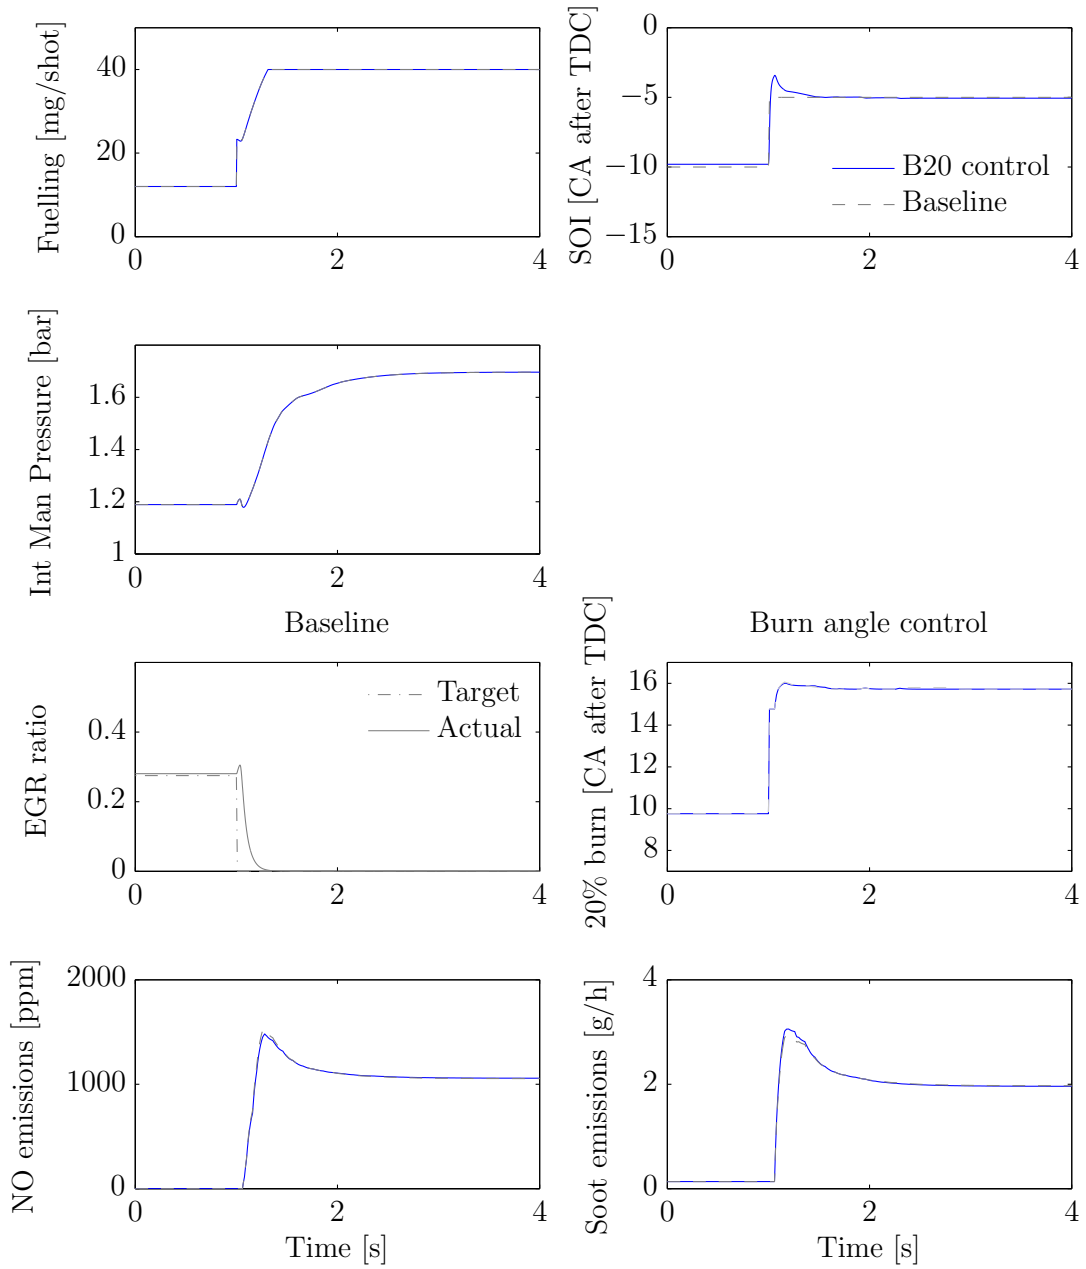 Fuelling [mg/shot]
40
20
0
0 2 4
SOI [CA after TDC]
0
−5
−10
−15
B20 control
Baseline
0 2 4
Int Man Pressure [bar]
1.6
1.4
1.2
1
0 2 4
Baseline
EGR ratio
0.4
0.2
0
Target
Actual
0 2 4
Burn angle control
20% burn [CA after TDC]
16
14
12
10
8
0 2 4
NO emissions [ppm]
2000
1000
0
0 2 4
Time [s]
Soot emissions [g/h]
4
2
0
0 2 4
Time [s]